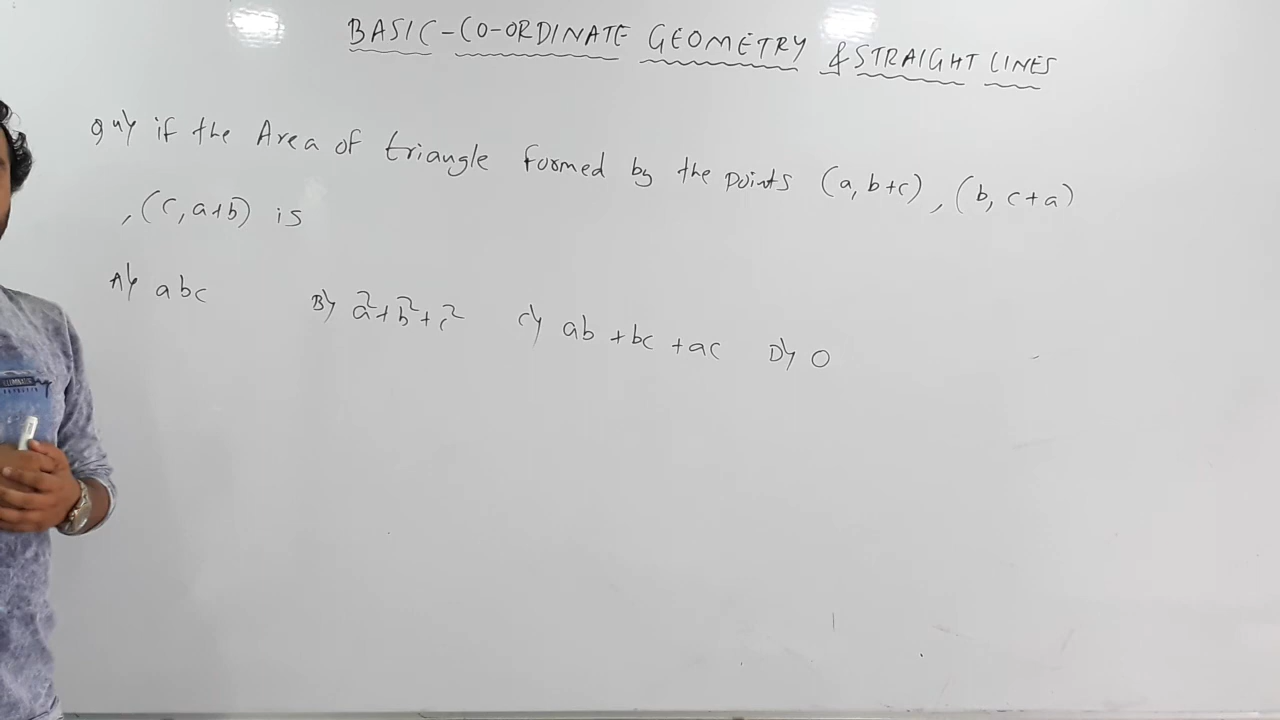 BASIC-CO-ORDINATE GEOMETRY & STRAIGHT LINES
if the Area of triangle formed by the points (a, b+c), (b, c+a)
, (c, a+b) is
A) abc B) a²+b²+c² C) ab+bc+ac D) 0